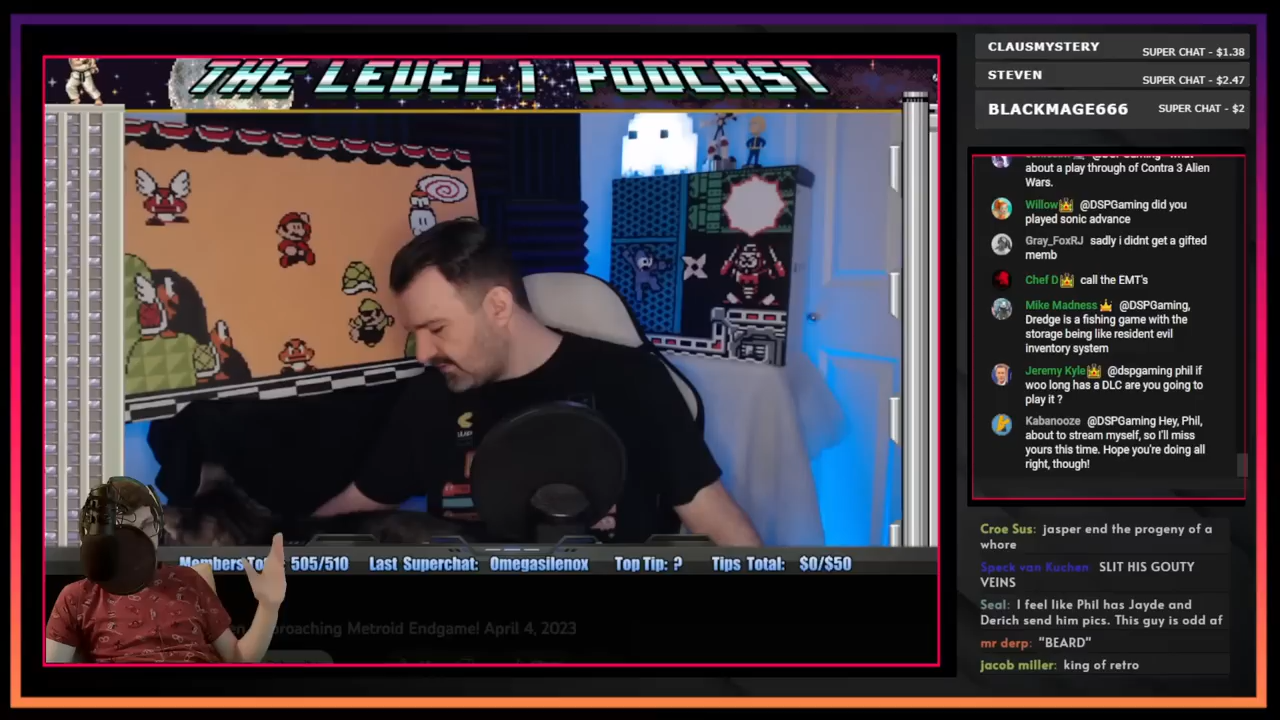 THE LEVEL 1 PODCAST
Members 505/510 Last Superchat: Omegasilenox Top Tip: ? Tips Total: $0/$50
roaching Metroid Endgame! April 4, 2023
CLAUSMYSTERY SUPER CHAT - $1.38
STEVEN SUPER CHAT - $2.47
BLACKMAGE666 SUPER CHAT - $2
about a play through of Contra 3 Alien
Wars.
Willow @DSPGaming did you
played sonic advance
Gray_FoxRJ sadly i didnt get a gifted
memb
Chef D call the EMT's
Mike Madness @DSPGaming,
Dredge is a fishing game with the
storage being like resident evil
inventory system
Jeremy Kyle @dspgaming phil if
woo long has a DLC are you going to
play it ?
Kabanooze @DSPGaming Hey, Phil,
about to stream myself, so I'll miss
yours this time. Hope you're doing all
right, though!
Croe Sus: jasper end the progeny of a
whore
Speck van Kuchen SLIT HIS GOUTY
VEINS
Seal: I feel like Phil has Jayde and
Derich send him pics. This guy is odd af
mr derp: "BEARD"
jacob miller: king of retro